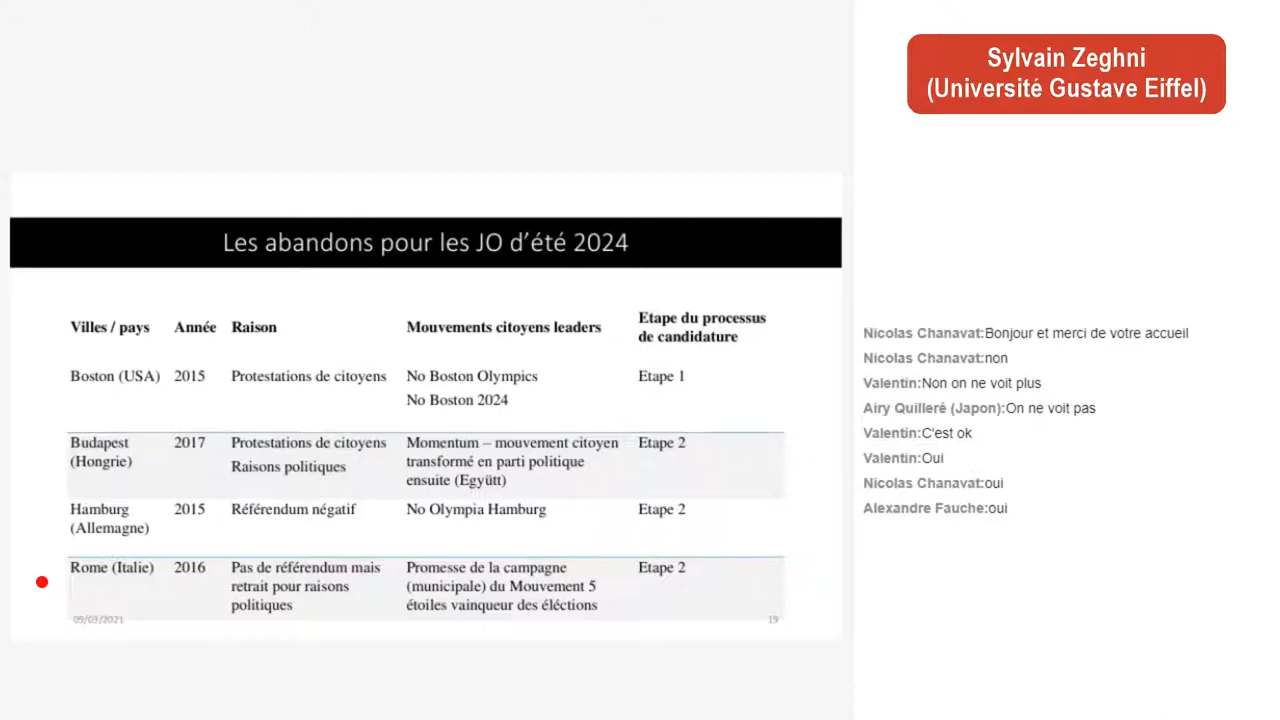 Sylvain Zeghni
(Université Gustave Eiffel)
Les abandons pour les JO d'été 2024
Villes / pays Année Raison Mouvements citoyens leaders Etape du processus
de candidature
Boston (USA) 2015 Protestations de citoyens No Boston Olympics Etape 1
No Boston 2024
Budapest 2017 Protestations de citoyens Momentum – mouvement citoyen Etape 2
(Hongrie) Raisons politiques transformé en parti politique
ensuite (Együtt)
Hamburg 2015 Référendum négatif No Olympia Hamburg Etape 2
(Allemagne)
Rome (Italie) 2016 Pas de référendum mais Promesse de la campagne Etape 2
retrait pour raisons (municipale) du Mouvement 5
politiques étoiles vainqueur des éléctions
09/03/2021 19
Nicolas Chanavat:Bonjour et merci de votre accueil
Nicolas Chanavat:non
Valentin:Non on ne voit plus
Airy Quilleré (Japon):On ne voit pas
Valentin:C'est ok
Valentin:Oui
Nicolas Chanavat:oui
Alexandre Fauche:oui